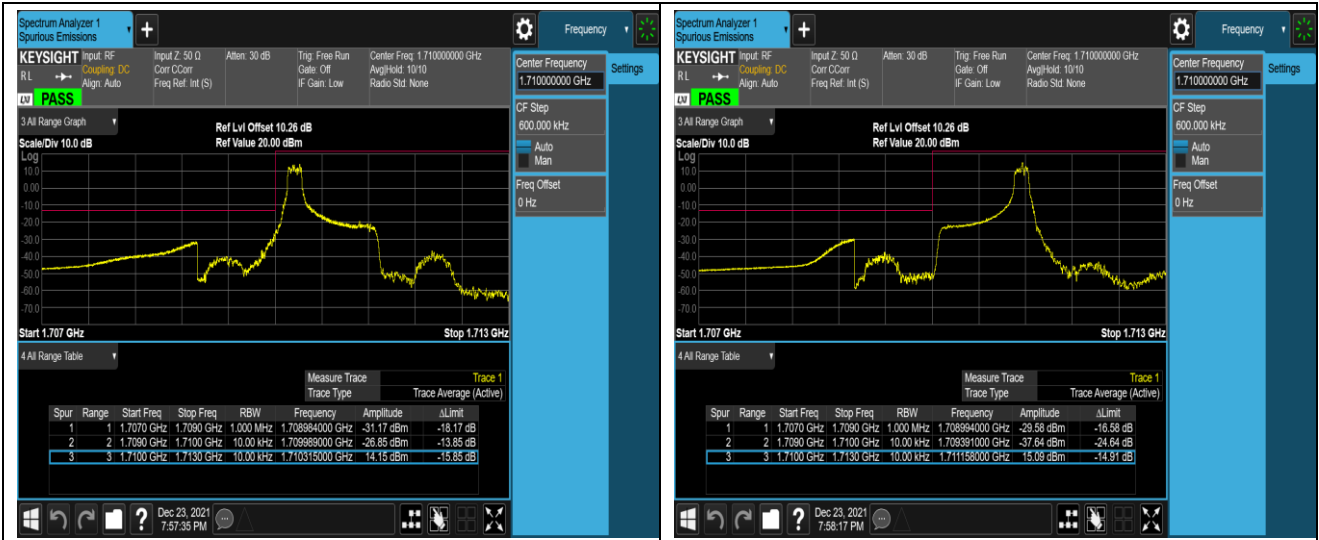 Spectrum Analyzer 1
Spurious Emissions
Frequency
KEYSIGHT
R L
Input: RF
Coupling: DC
Align: Auto
Input Z: 50 Ω
Corr CCorr
Freq Ref: Int (S)
Atten: 30 dB
Trig: Free Run
Gate: Off
IF Gain: Low
Center Freq: 1.710000000 GHz
Avg|Hold: 10/10
Radio Std: None
LXI PASS
Center Frequency
1.710000000 GHz
Settings
CF Step
600.000 kHz
Auto
Man
Freq Offset
0 Hz
3 All Range Graph
Scale/Div 10.0 dB
Ref Lvl Offset 10.26 dB
Ref Value 20.00 dBm
Log
10.0
0.00
-10.0
-20.0
-30.0
-40.0
-50.0
-60.0
-70.0
Start 1.707 GHz
Stop 1.713 GHz
4 All Range Table
Measure Trace Trace 1
Trace Type Trace Average (Active)
Spur Range Start Freq Stop Freq RBW Frequency Amplitude ΔLimit
1 1 1.7070 GHz 1.7090 GHz 1.000 MHz 1.708984000 GHz -31.17 dBm -18.17 dB
2 2 1.7090 GHz 1.7100 GHz 10.00 kHz 1.709989000 GHz -26.85 dBm -13.85 dB
3 3 1.7100 GHz 1.7130 GHz 10.00 kHz 1.710315000 GHz 14.15 dBm -15.85 dB
Dec 23, 2021
7:57:35 PM
Spectrum Analyzer 1
Spurious Emissions
Frequency
KEYSIGHT
R L
Input: RF
Coupling: DC
Align: Auto
Input Z: 50 Ω
Corr CCorr
Freq Ref: Int (S)
Atten: 30 dB
Trig: Free Run
Gate: Off
IF Gain: Low
Center Freq: 1.710000000 GHz
Avg|Hold: 10/10
Radio Std: None
LXI PASS
Center Frequency
1.710000000 GHz
Settings
CF Step
600.000 kHz
Auto
Man
Freq Offset
0 Hz
3 All Range Graph
Scale/Div 10.0 dB
Ref Lvl Offset 10.26 dB
Ref Value 20.00 dBm
Log
10.0
0.00
-10.0
-20.0
-30.0
-40.0
-50.0
-60.0
-70.0
Start 1.707 GHz
Stop 1.713 GHz
4 All Range Table
Measure Trace Trace 1
Trace Type Trace Average (Active)
Spur Range Start Freq Stop Freq RBW Frequency Amplitude ΔLimit
1 1 1.7070 GHz 1.7090 GHz 1.000 MHz 1.708994000 GHz -29.58 dBm -16.58 dB
2 2 1.7090 GHz 1.7100 GHz 10.00 kHz 1.709391000 GHz -37.64 dBm -24.64 dB
3 3 1.7100 GHz 1.7130 GHz 10.00 kHz 1.711158000 GHz 15.09 dBm -14.91 dB
Dec 23, 2021
7:58:17 PM